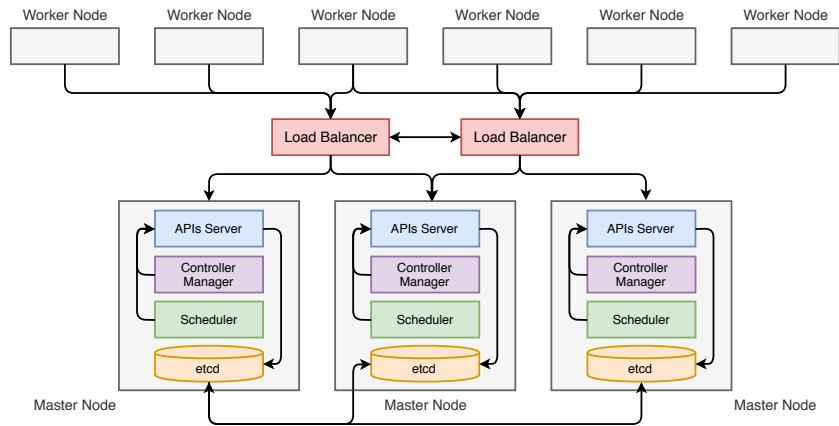 Worker Node
Worker Node
Worker Node
Worker Node
Worker Node
Worker Node
Load Balancer
Load Balancer
APIs Server
Controller
Manager
Scheduler
etcd
APIs Server
Controller
Manager
Scheduler
etcd
APIs Server
Controller
Manager
Scheduler
etcd
Master Node
Master Node
Master Node